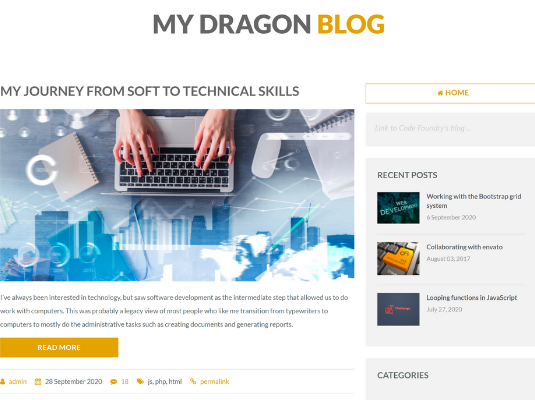 MY DRAGON BLOG
MY JOURNEY FROM SOFT TO TECHNICAL SKILLS
I've always been interested in technology, but saw software development as the intermediate step that allowed us to do
work with computers. This was probably a legacy view of most people who like me transition from typewriters to
computers to mostly do the administrative tasks such as creating documents and generating reports.
READ MORE
admin 28 September 2020 18 js, php, html permalink
HOME
Link to Code Foundry's blog...
RECENT POSTS
WEB
DEVELOPMENT
Working with the Bootstrap grid
system
6 September 2020
Collaborating with envato
August 03, 2017
Looping functions in JavaScript
July 27, 2020
CATEGORIES